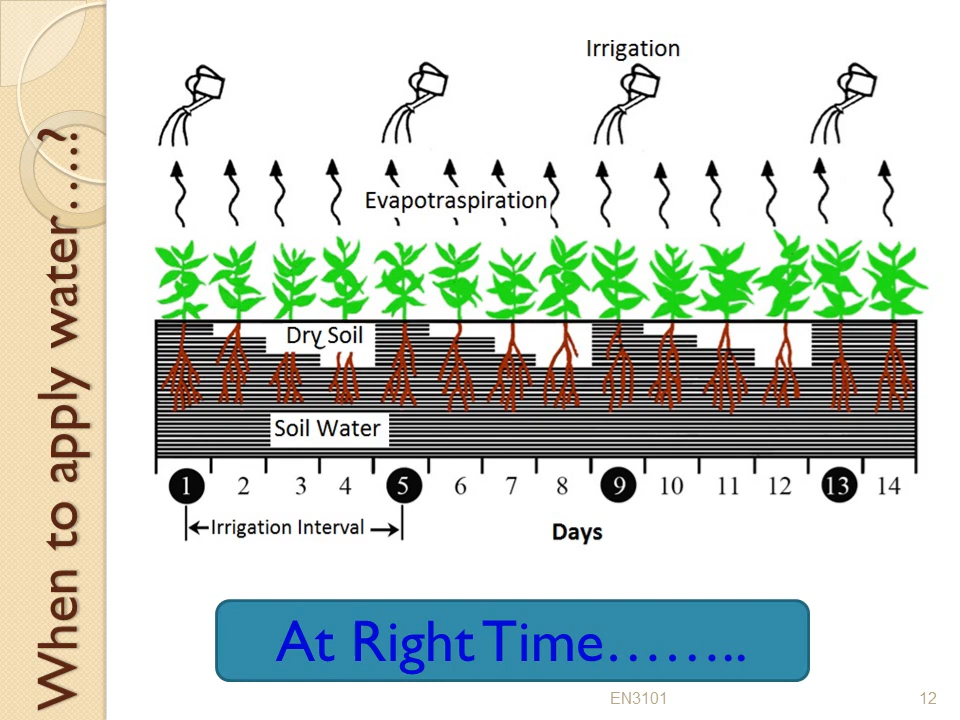 When to apply water…..?
Irrigation
Evapotraspiration
Dry Soil
Soil Water
1 2 3 4 5 6 7 8 9 10 11 12 13 14
Irrigation Interval
Days
At Right Time……..
EN3101 12